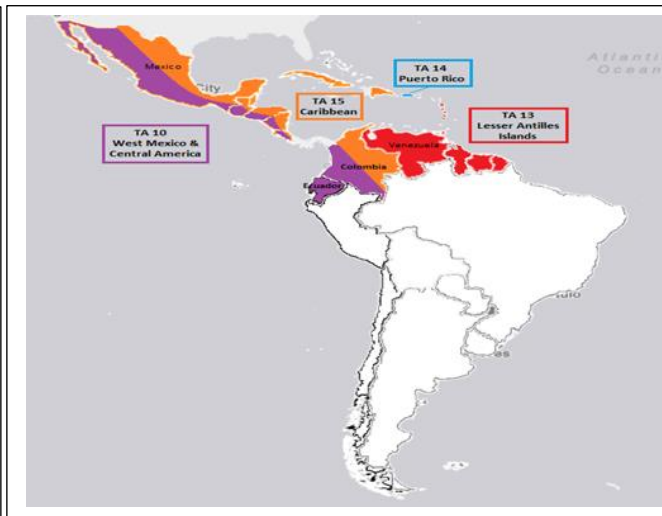 Atlantic
Ocean
Mexico
City
TA 14
Puerto Rico
TA 15
Caribbean
TA 13
Lesser Antilles
Islands
TA 10
West Mexico &
Central America
Venezuela
Colombia
Ecuador